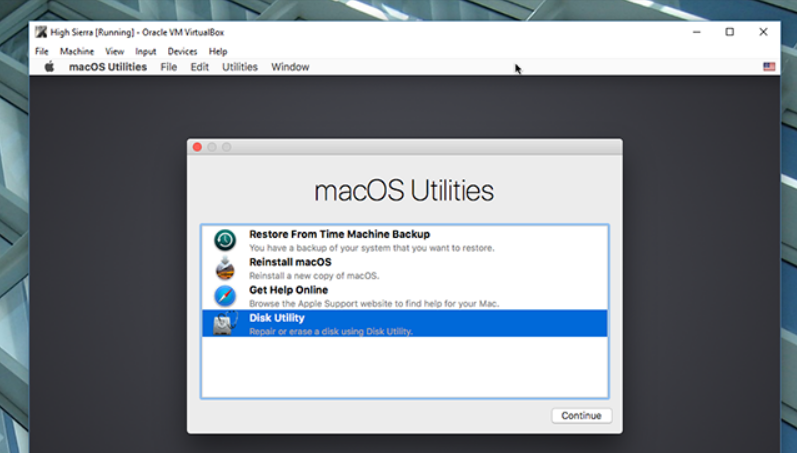 High Sierra [Running] - Oracle VM VirtualBox
File Machine View Input Devices Help
macOS Utilities File Edit Utilities Window
macOS Utilities
Restore From Time Machine Backup
You have a backup of your system that you want to restore.
Reinstall macOS
Reinstall a new copy of macOS.
Get Help Online
Browse the Apple Support website to find help for your Mac.
Disk Utility
Repair or erase a disk using Disk Utility.
Continue